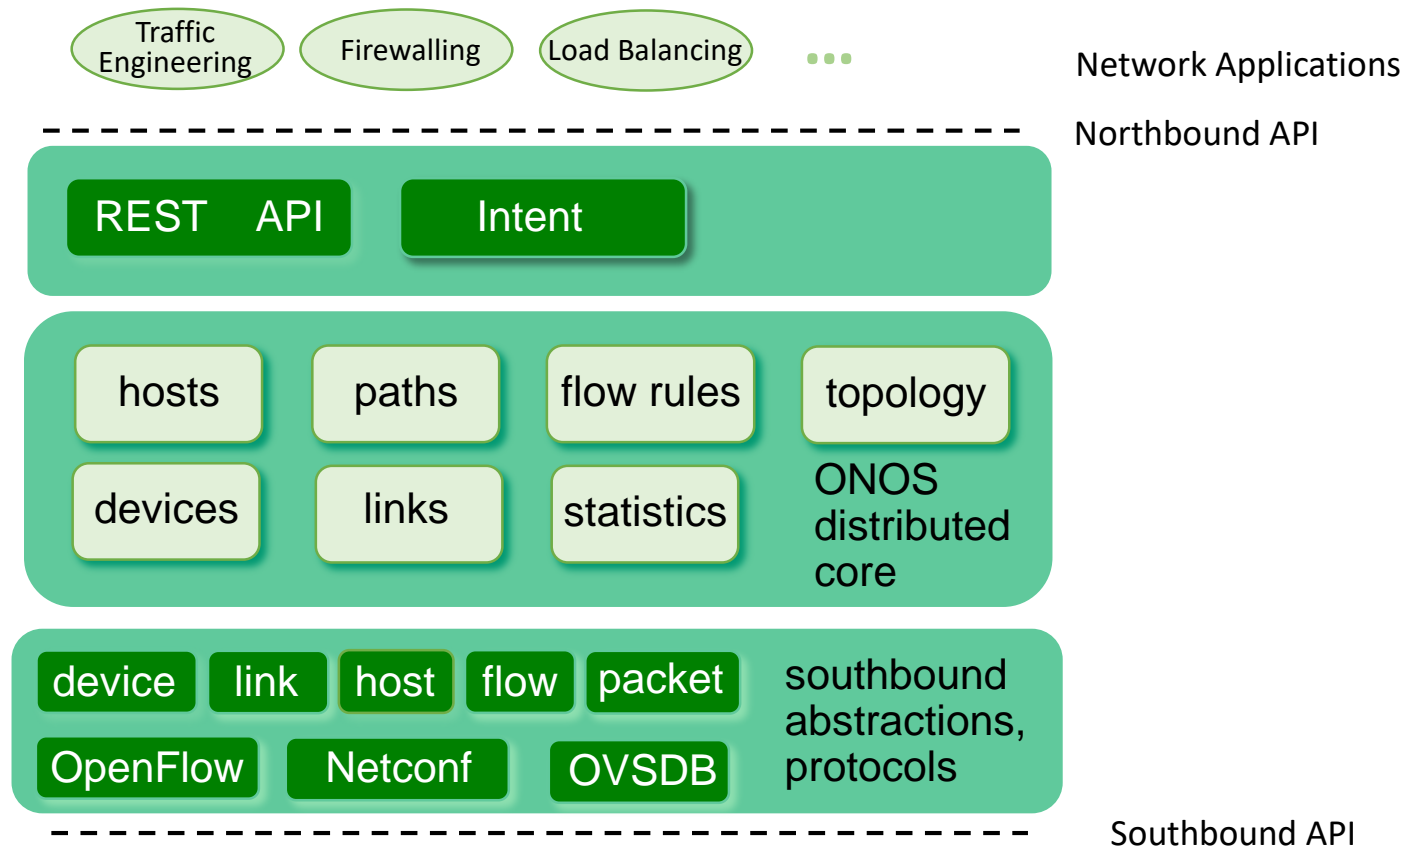 Traffic
Engineering
Firewalling
Load Balancing
...
Network Applications
Northbound API
REST API
Intent
hosts
paths
flow rules
topology
devices
links
statistics
ONOS
distributed
core
device
link
host
flow
packet
southbound
abstractions,
protocols
OpenFlow
Netconf
OVSDB
Southbound API